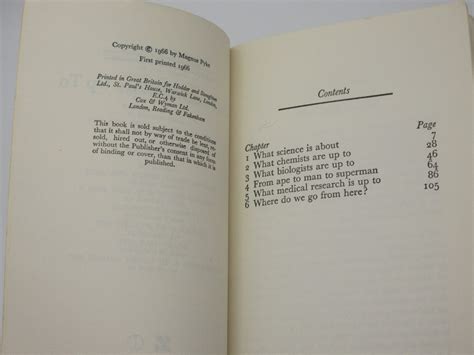 Copyright © 1966 by Magnus Pyke
First printed 1966
Printed in Great Britain for Hodder and Stoughton
Ltd., St. Paul's House, Warwick Lane, London,
E.C.4 by
Cox & Wyman Ltd.
London, Reading & Fakenham
This book is sold subject to the conditions
that it shall not by way of trade be lent, re-
sold, hired out, or otherwise disposed of
without the Publisher's consent in any form
of binding or cover, than that in which it is
published.
Contents
Chapter Page
1 What science is about 7
2 What chemists are up to 28
3 What biologists are up to 46
4 From ape to man to superman 64
5 What medical research is up to 86
6 Where do we go from here? 105